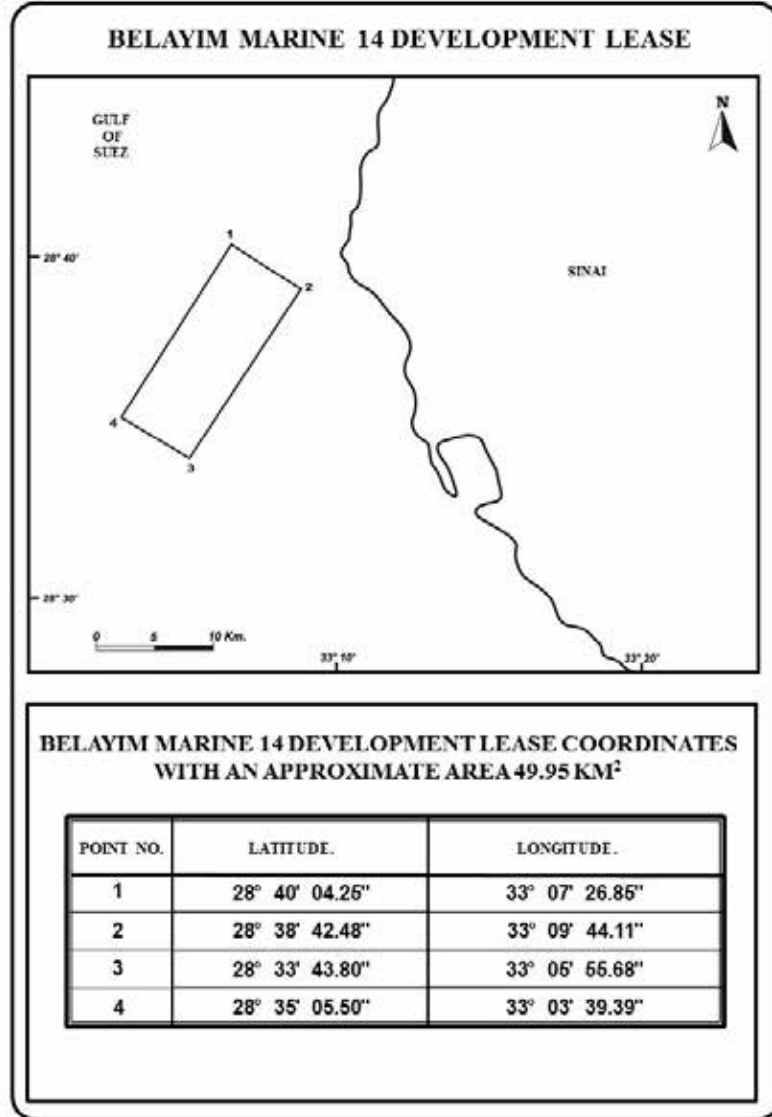 BELAYIM MARINE 14 DEVELOPMENT LEASE
GULF
OF
SUEZ
N
1
28° 40'
SINAI
2
4
3
28° 30'
0 5 10 Km.
33° 10'
33° 20'
BELAYIM MARINE 14 DEVELOPMENT LEASE COORDINATES
WITH AN APPROXIMATE AREA 49.95 KM²
POINT NO. LATITUDE. LONGITUDE.
1 28° 40' 04.25" 33° 07' 26.85"
2 28° 38' 42.48" 33° 09' 44.11"
3 28° 33' 43.80" 33° 05' 55.68"
4 28° 35' 05.50" 33° 03' 39.39"